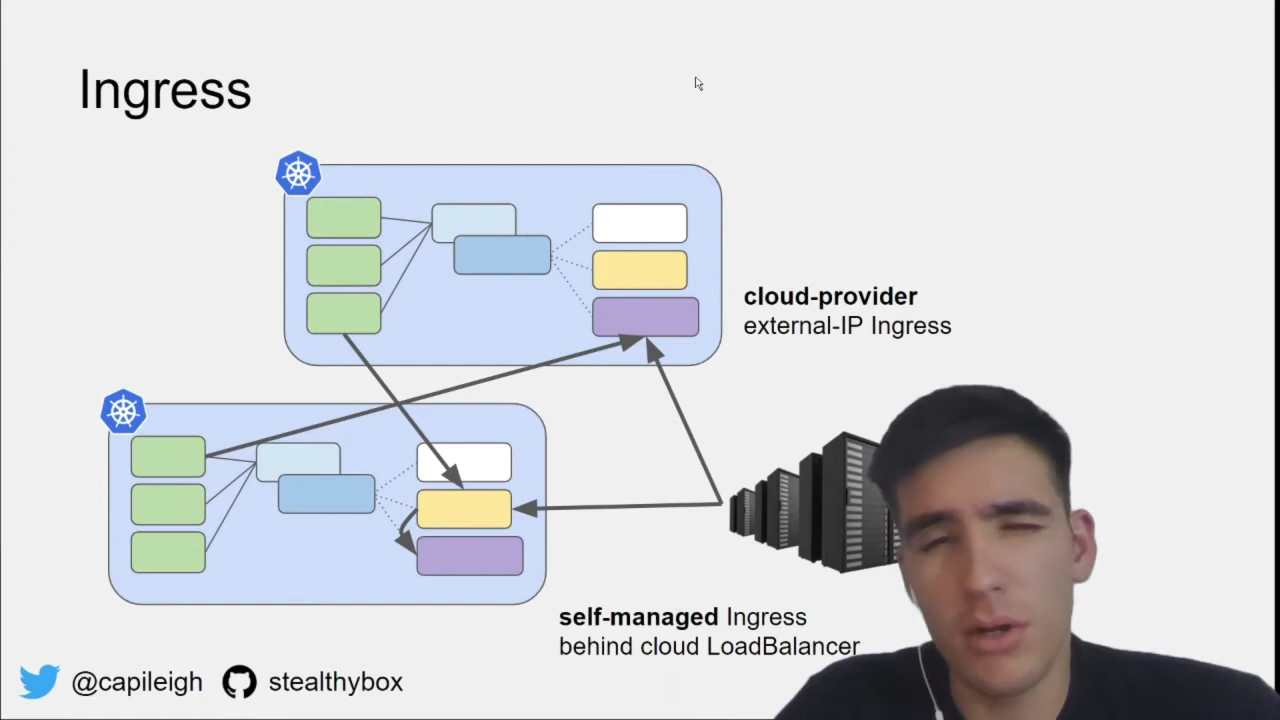 Ingress
cloud-provider
external-IP Ingress
self-managed Ingress
behind cloud LoadBalancer
@capileigh
stealthybox